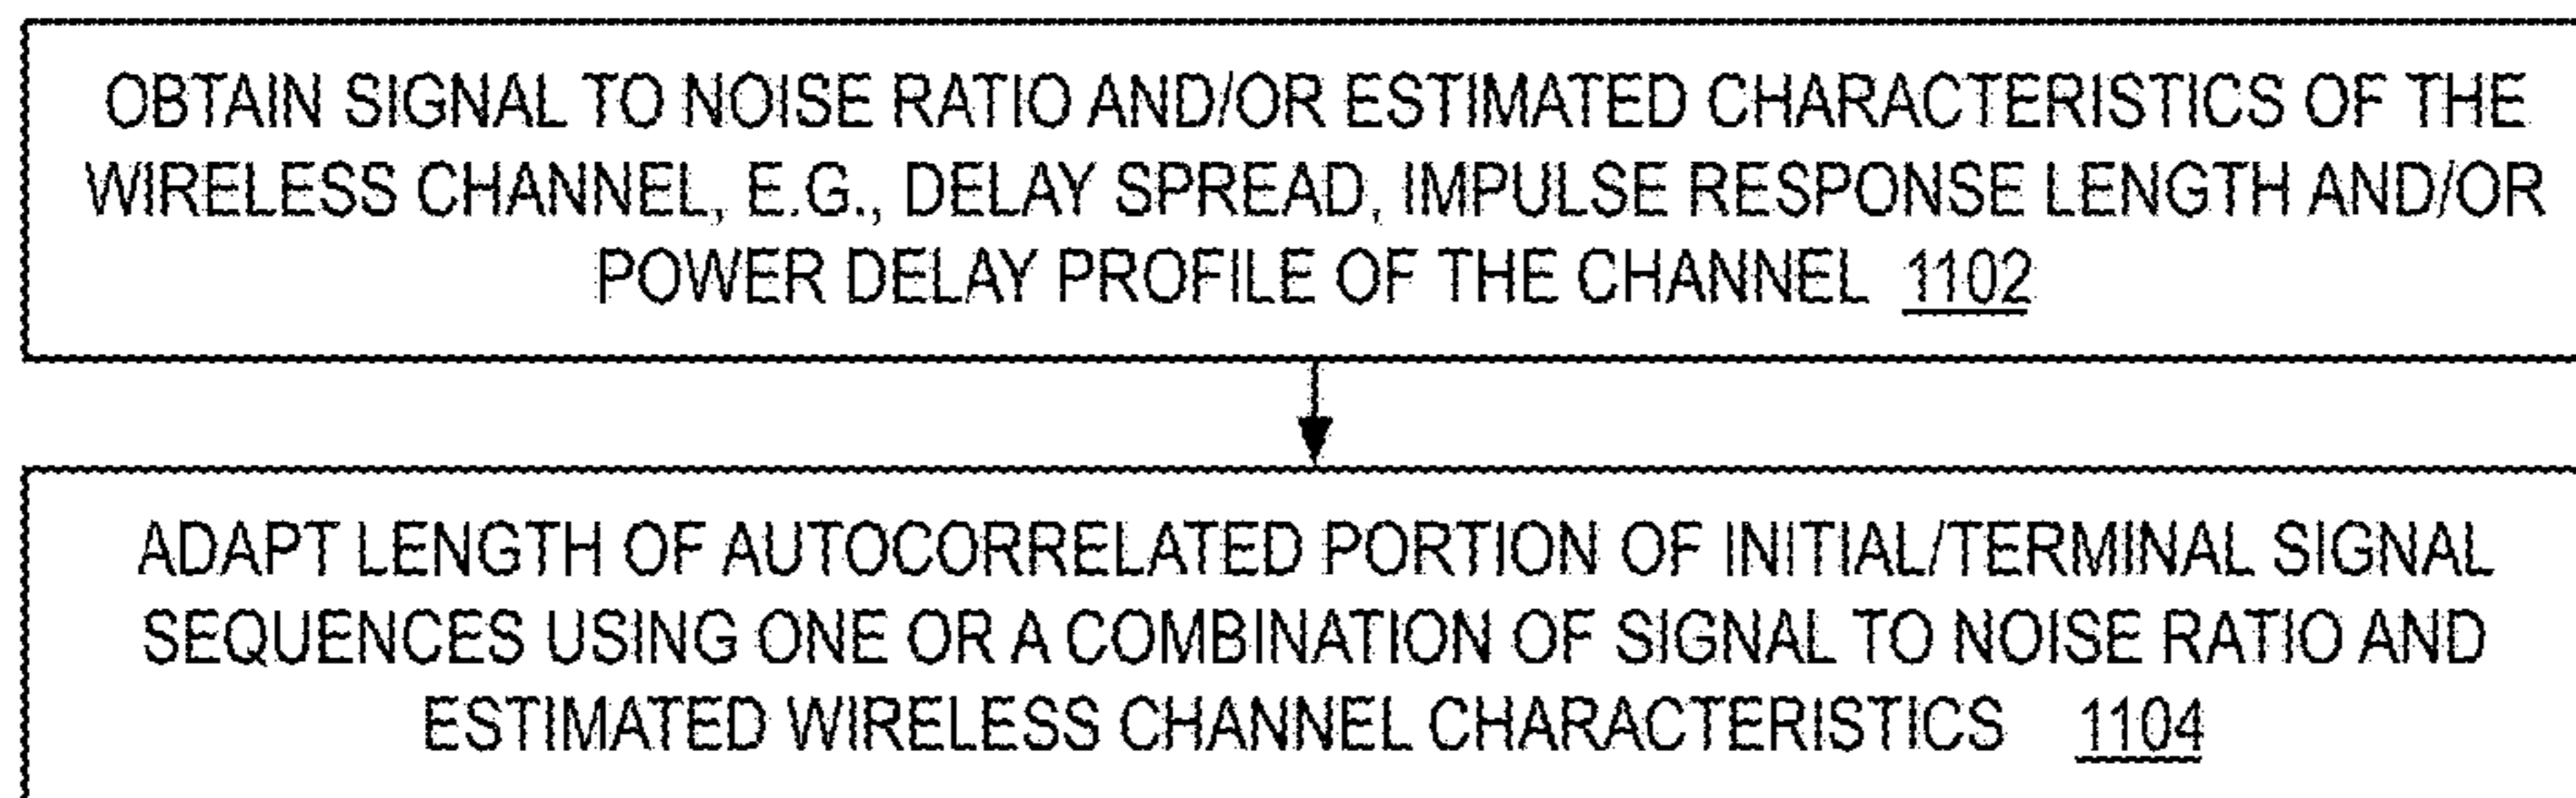 OBTAIN SIGNAL TO NOISE RATIO AND/OR ESTIMATED CHARACTERISTICS OF THE
WIRELESS CHANNEL, E.G., DELAY SPREAD, IMPULSE RESPONSE LENGTH AND/OR
POWER DELAY PROFILE OF THE CHANNEL 1102
ADAPT LENGTH OF AUTOCORRELATED PORTION OF INITIAL/TERMINAL SIGNAL
SEQUENCES USING ONE OR A COMBINATION OF SIGNAL TO NOISE RATIO AND
ESTIMATED WIRELESS CHANNEL CHARACTERISTICS 1104